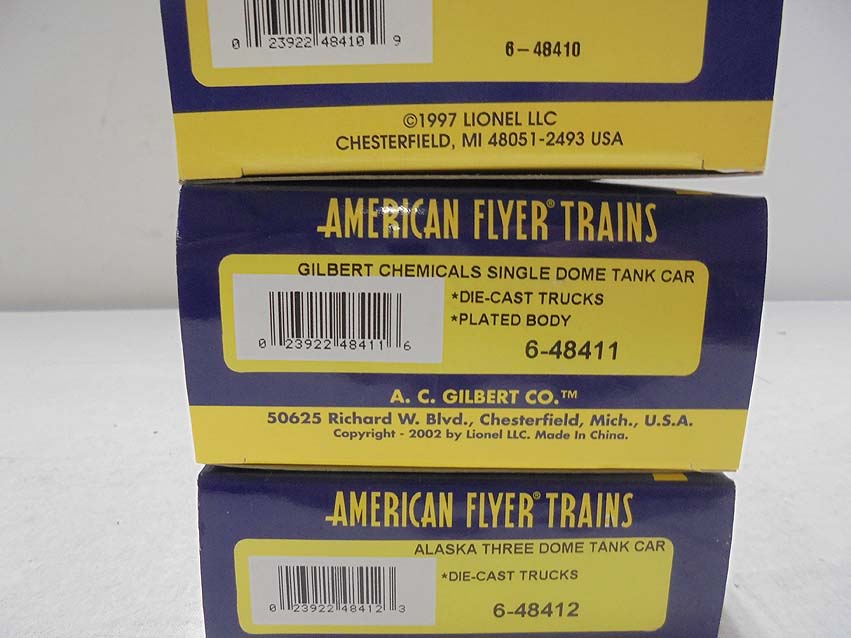 0 23922 48410 9
6-48410
©1997 LIONEL LLC
CHESTERFIELD, MI 48051-2493 USA
AMERICAN FLYER® TRAINS
GILBERT CHEMICALS SINGLE DOME TANK CAR
*DIE-CAST TRUCKS
*PLATED BODY
0 23922 48411 6
6-48411
A. C. GILBERT CO.™
50625 Richard W. Blvd., Chesterfield, Mich., U.S.A.
Copyright - 2002 by Lionel LLC. Made In China.
AMERICAN FLYER® TRAINS
ALASKA THREE DOME TANK CAR
*DIE-CAST TRUCKS
0 23922 48412 3
6-48412